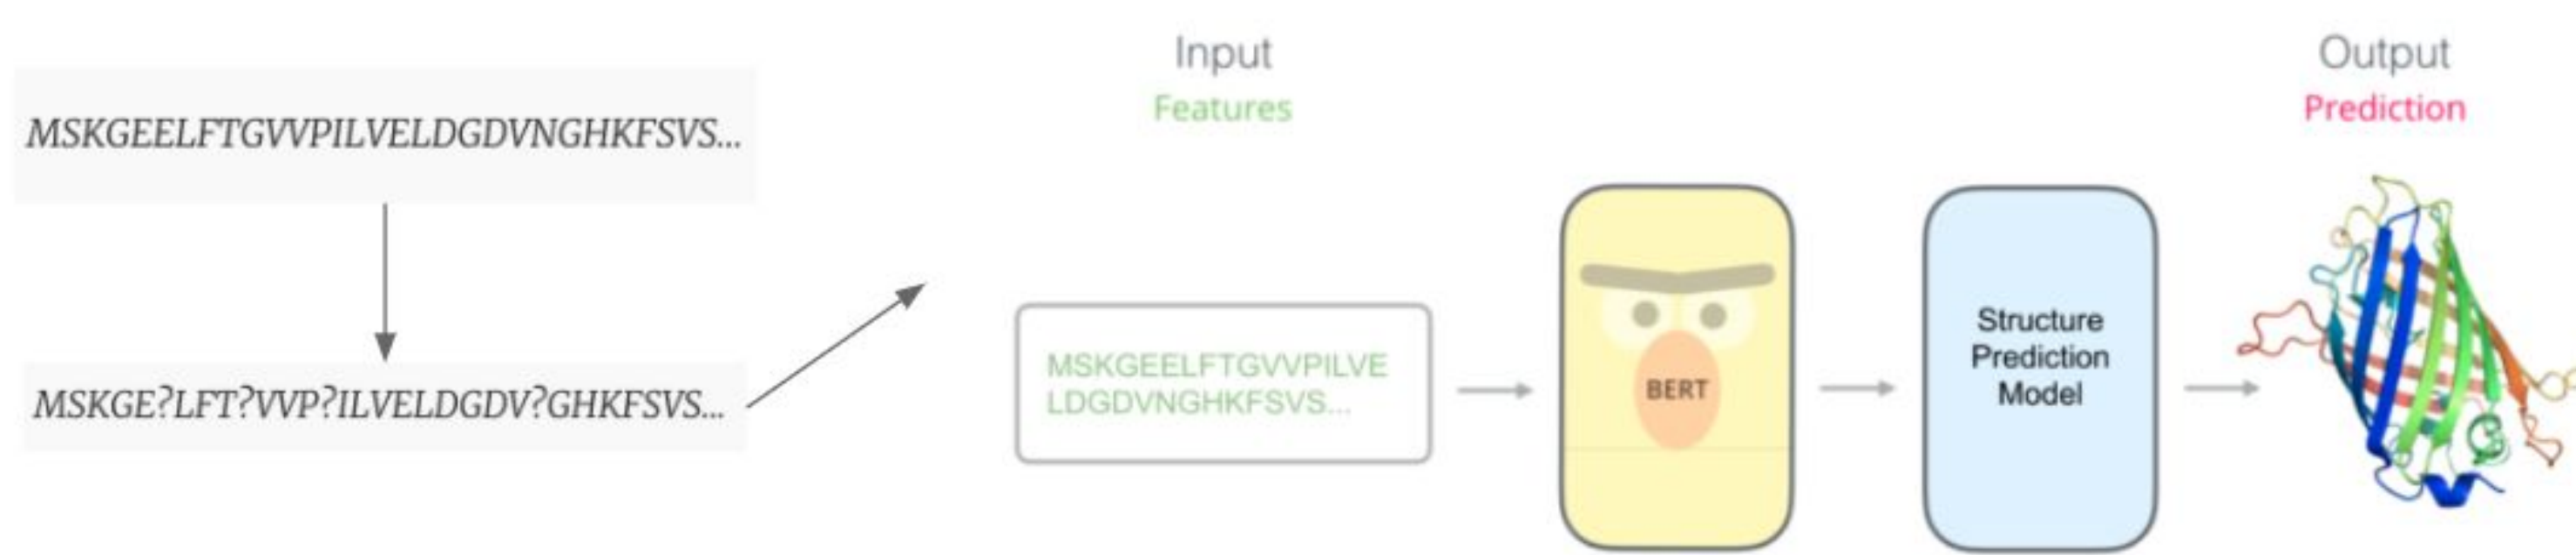 MSKGEELFTGVVPILVELDGDVNGHKFSVS...
MSKGE?LFT?VVP?ILVELDGDV?GHKFSVS...
Input
Features
MSKGEELFTGVVPILVE
LDGDVNGHKFSVS...
BERT
Structure
Prediction
Model
Output
Prediction